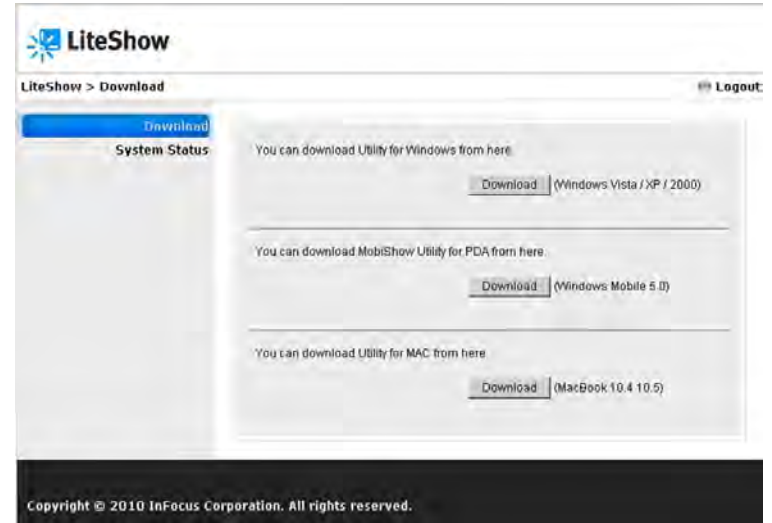 LiteShow
LiteShow > Download
Logout
Download
System Status
You can download Utility for Windows from here.
Download (Windows Vista / XP / 2000)
You can download MobiShow Utility for PDA from here.
Download (Windows Mobile 5.0)
You can download Utility for MAC from here
Download (MacBook 10.4 10.5)
Copyright © 2010 InFocus Corporation. All rights reserved.